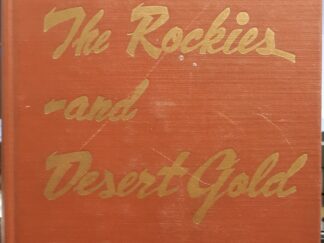 The Rockies
-and
Desert Gold